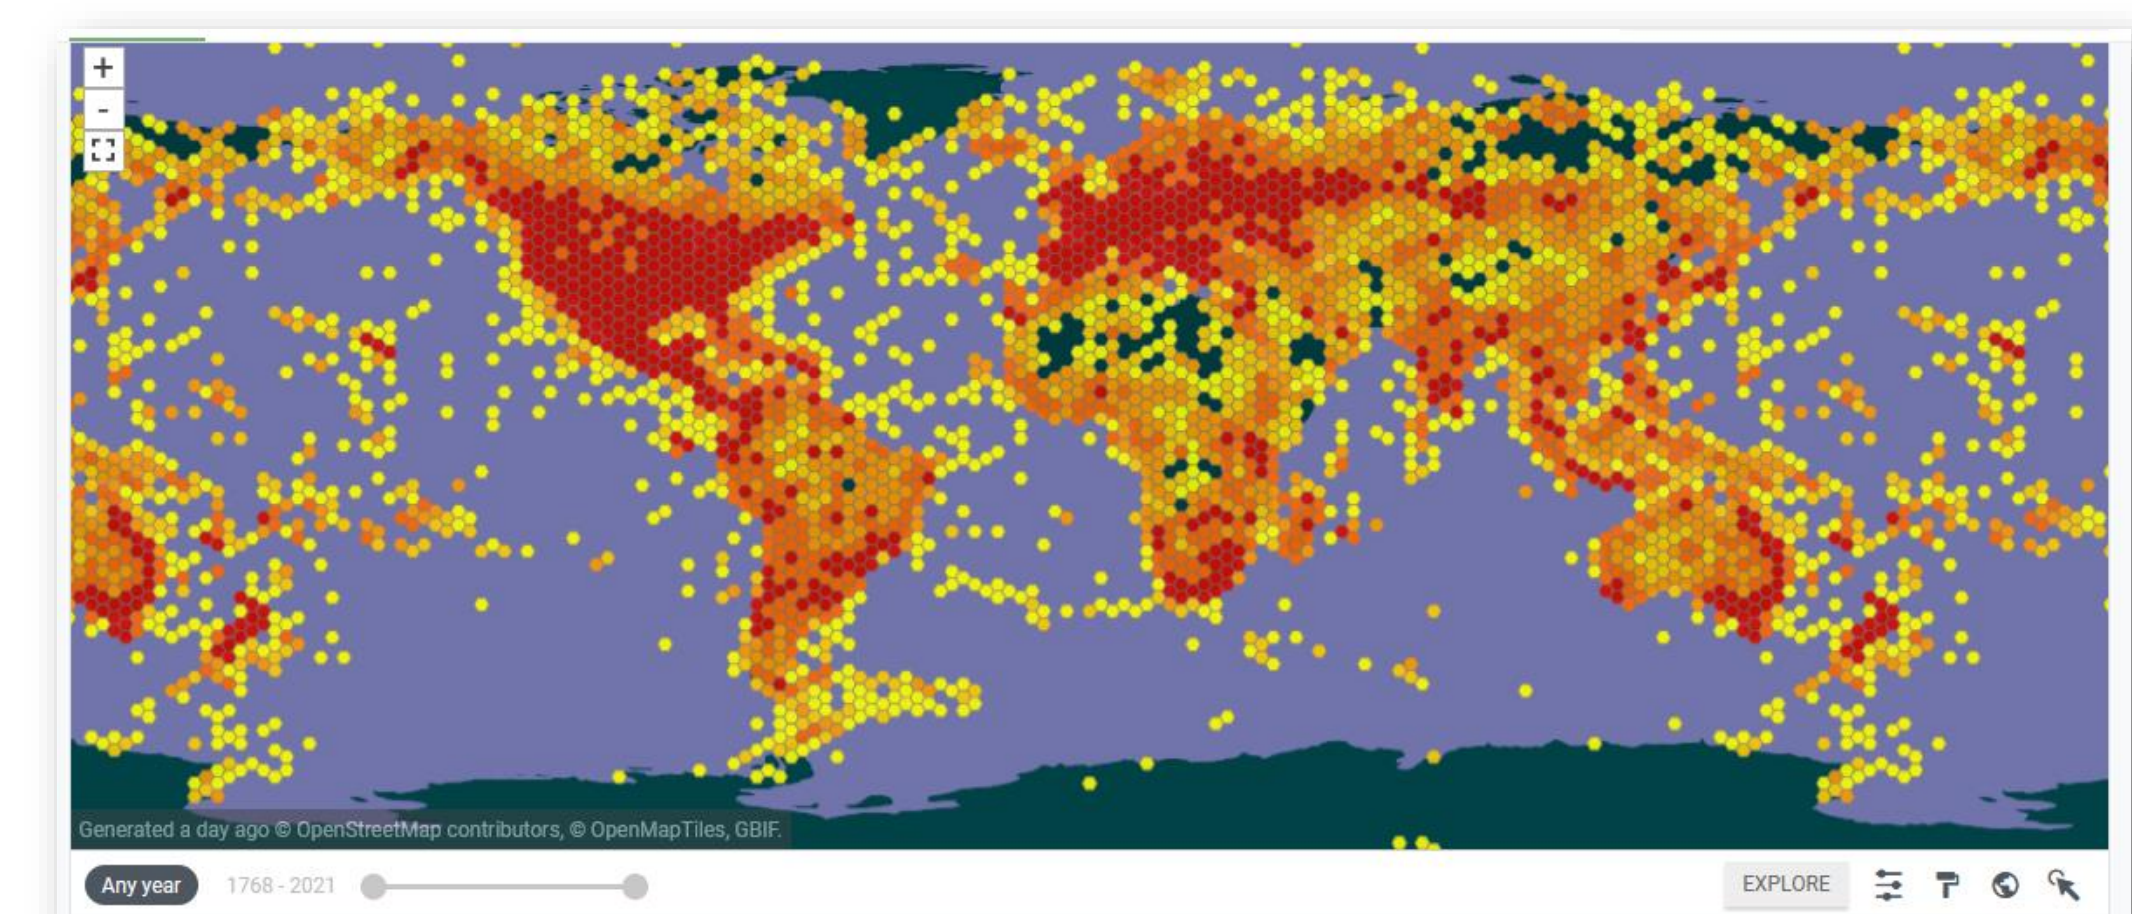 +
-
Generated a day ago © OpenStreetMap contributors, © OpenMapTiles, GBIF.
Any year 1768 - 2021 EXPLORE